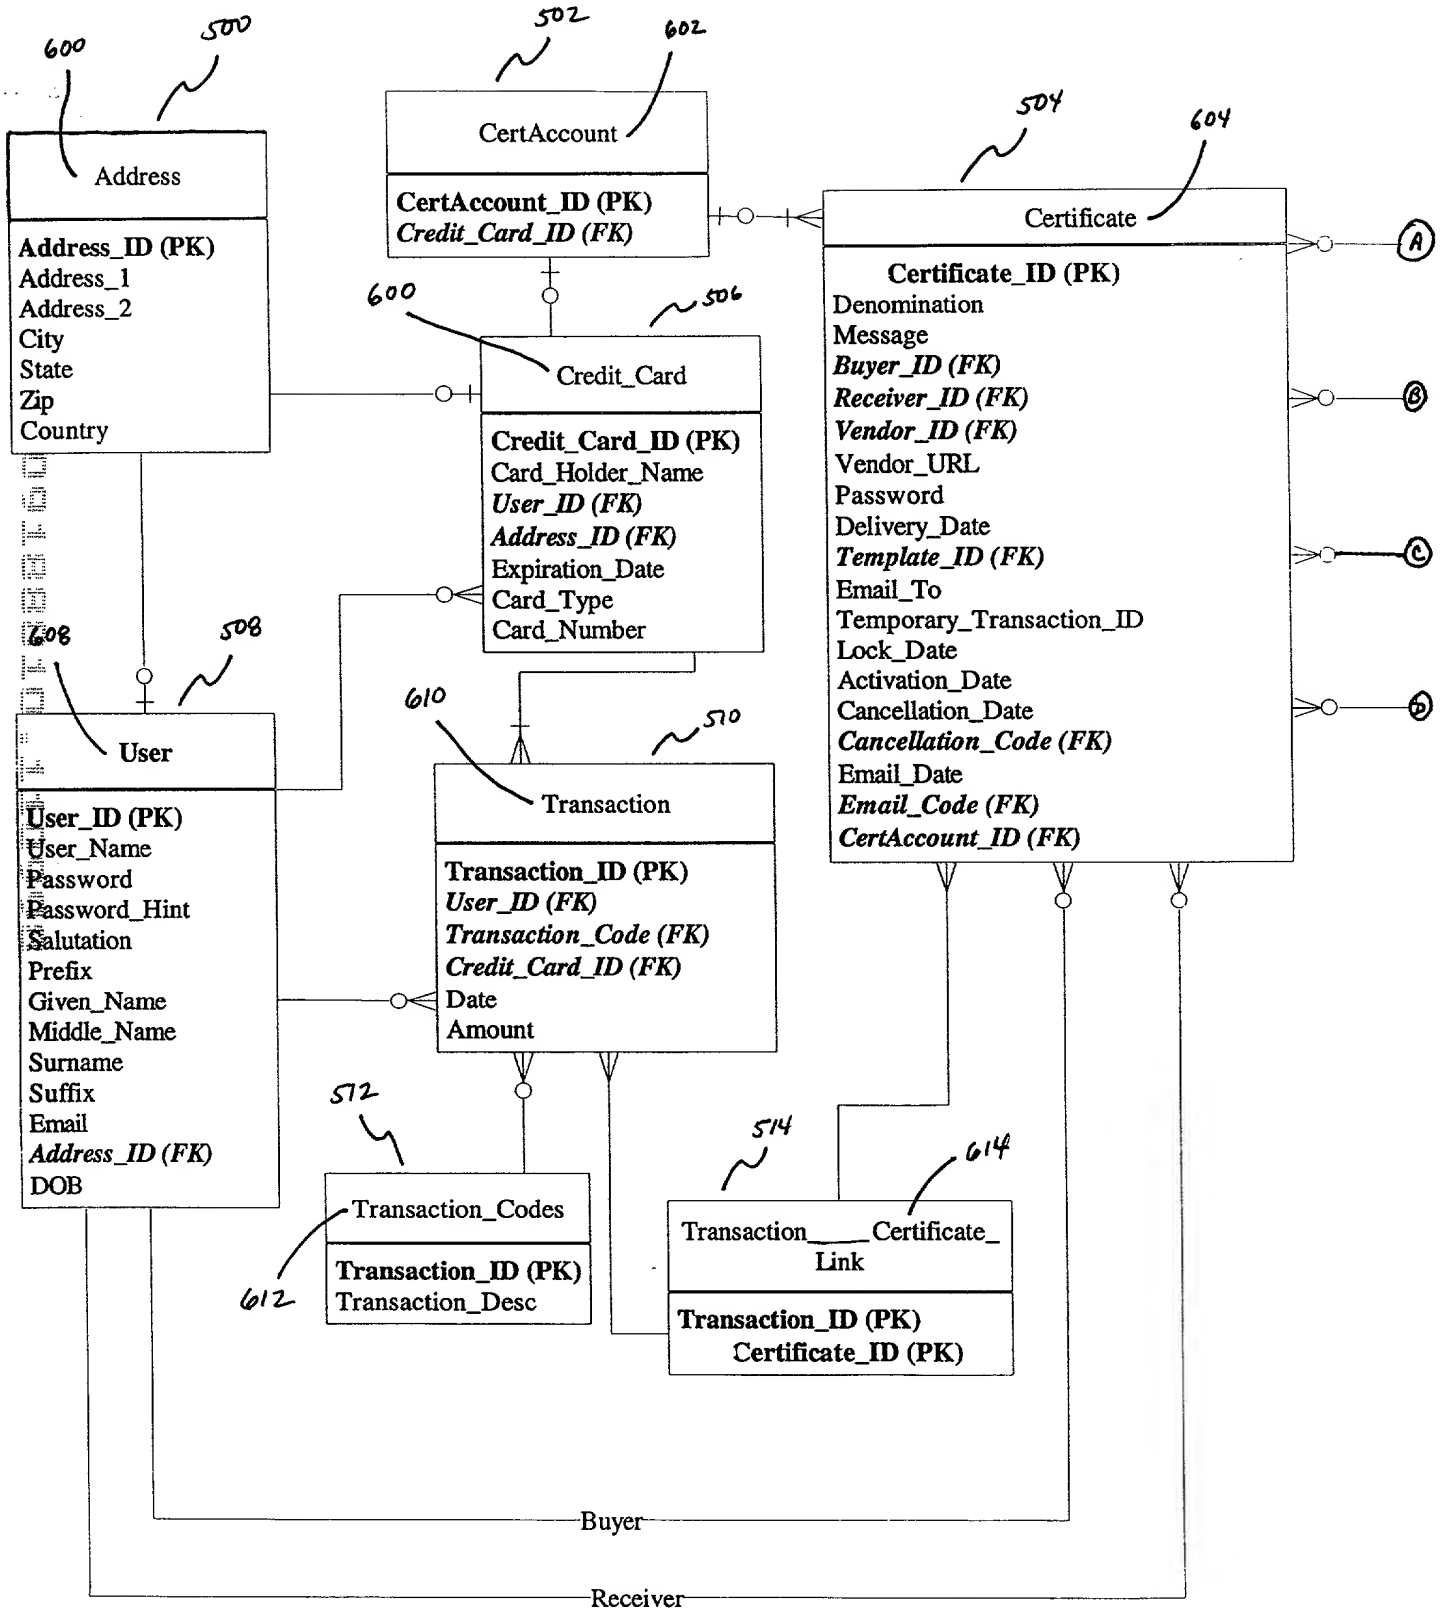 600
500
Address
Address_ID (PK)
Address_1
Address_2
City
State
Zip
Country
502
602
CertAccount
CertAccount_ID (PK)
Credit_Card_ID (FK)
504
604
Certificate
Certificate_ID (PK)
Denomination
Message
Buyer_ID (FK)
Receiver_ID (FK)
Vendor_ID (FK)
Vendor_URL
Password
Delivery_Date
Template_ID (FK)
Email_To
Temporary_Transaction_ID
Lock_Date
Activation_Date
Cancellation_Date
Cancellation_Code (FK)
Email_Date
Email_Code (FK)
CertAccount_ID (FK)
A
B
C
D
600
506
Credit_Card
Credit_Card_ID (PK)
Card_Holder_Name
User_ID (FK)
Address_ID (FK)
Expiration_Date
Card_Type
Card_Number
608
508
User
User_ID (PK)
User_Name
Password
Password_Hint
Salutation
Prefix
Given_Name
Middle_Name
Surname
Suffix
Email
Address_ID (FK)
DOB
610
510
Transaction
Transaction_ID (PK)
User_ID (FK)
Transaction_Code (FK)
Credit_Card_ID (FK)
Date
Amount
512
Transaction_Codes
612
Transaction_ID (PK)
Transaction_Desc
514
614
Transaction____Certificate_
Link
Transaction_ID (PK)
Certificate_ID (PK)
Buyer
Receiver